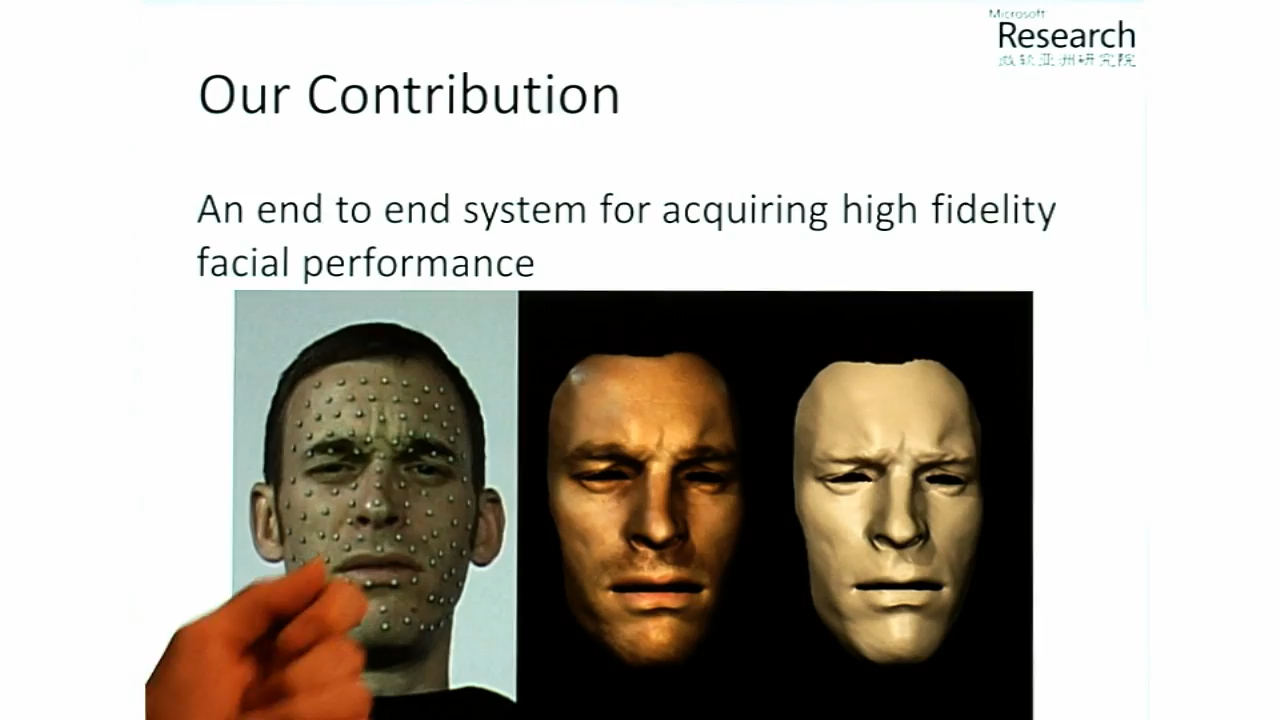 Microsoft
Research
微软亚洲研究院
Our Contribution
An end to end system for acquiring high fidelity
facial performance